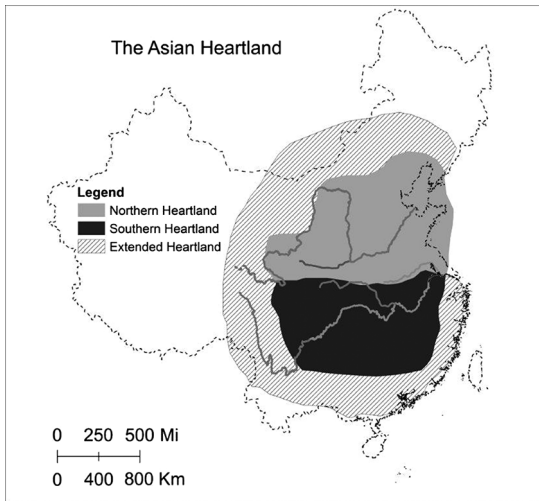 The Asian Heartland
Legend
Northern Heartland
Southern Heartland
Extended Heartland
0 250 500 Mi
0 400 800 Km